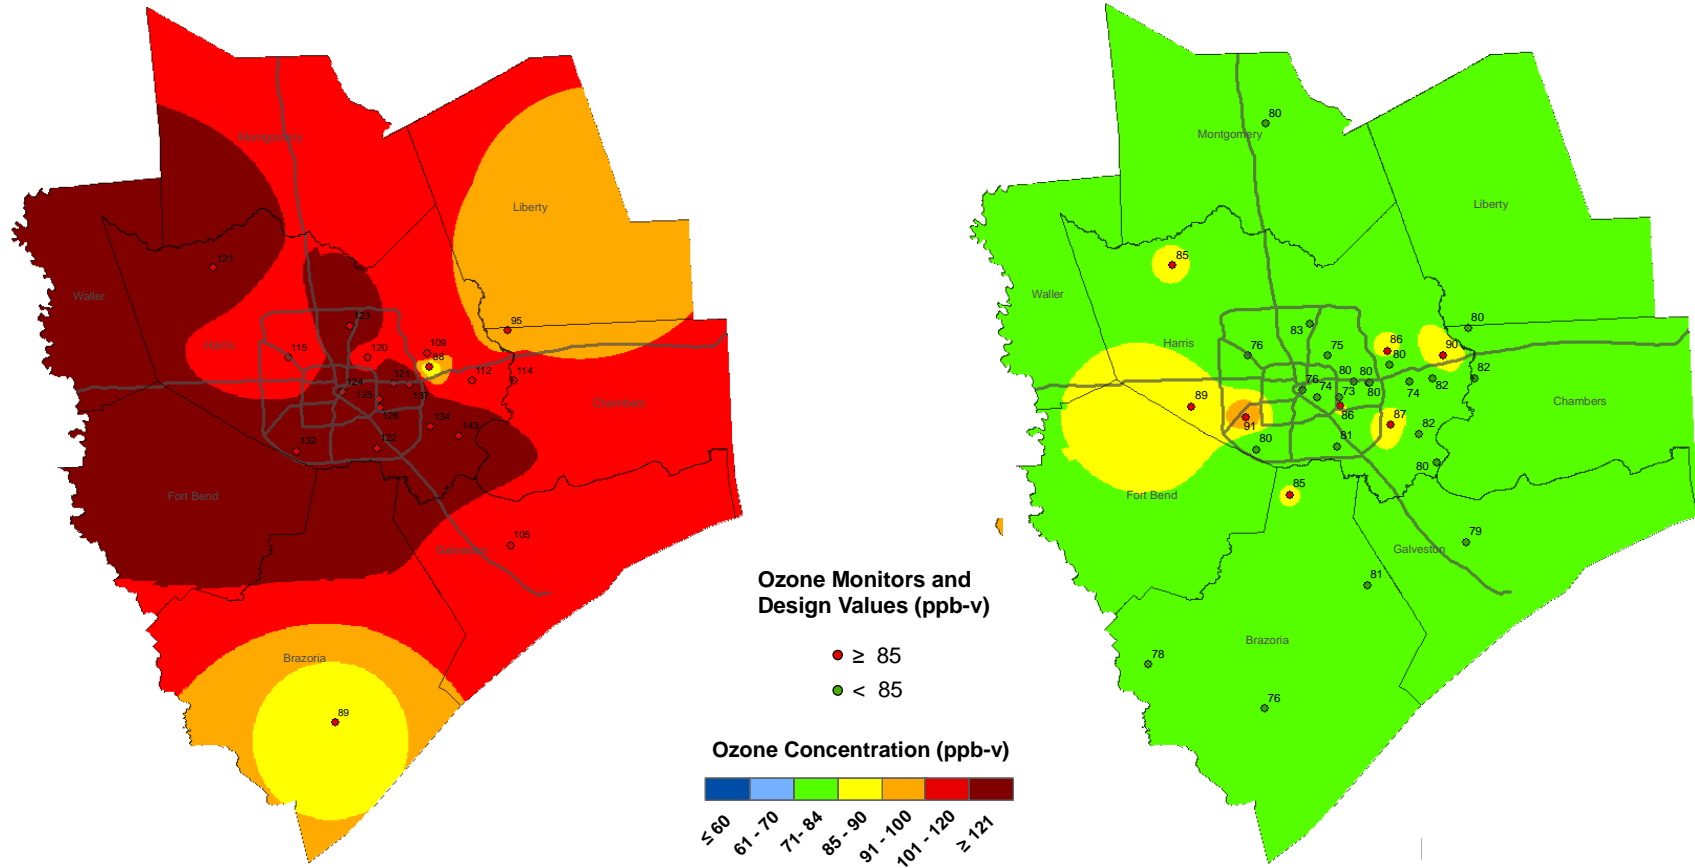 Montgomery
Liberty
121
Waller
123
95
Harris
115
120
109
88
112
114
124
121
125
137
126
Chambers
134
143
122
132
Fort Bend
105
Galveston
Brazoria
89
Ozone Monitors and
Design Values (ppb-v)
≥ 85
< 85
Ozone Concentration (ppb-v)
≤ 60
61 - 70
71- 84
85 - 90
91 - 100
101 - 120
≥ 121
80
Montgomery
Liberty
85
Waller
80
83
Harris
86
76
75
80
90
80
80
82
76
74
73
80
74
82
89
86
Chambers
91
87
82
80
81
80
Fort Bend
85
79
Galveston
81
Brazoria
78
76